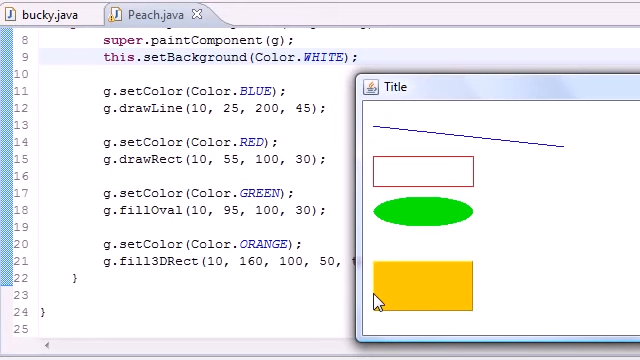 bucky.java
Peach.java
8 super.paintComponent(g);
9 this.setBackground(Color.WHITE);
10
11 g.setColor(Color.BLUE);
12 g.drawLine(10, 25, 200, 45);
13
14 g.setColor(Color.RED);
15 g.drawRect(10, 55, 100, 30);
16
17 g.setColor(Color.GREEN);
18 g.fillOval(10, 95, 100, 30);
19
20 g.setColor(Color.ORANGE);
21 g.fill3DRect(10, 160, 100, 50, t
22 }
23
24 }
25
Title